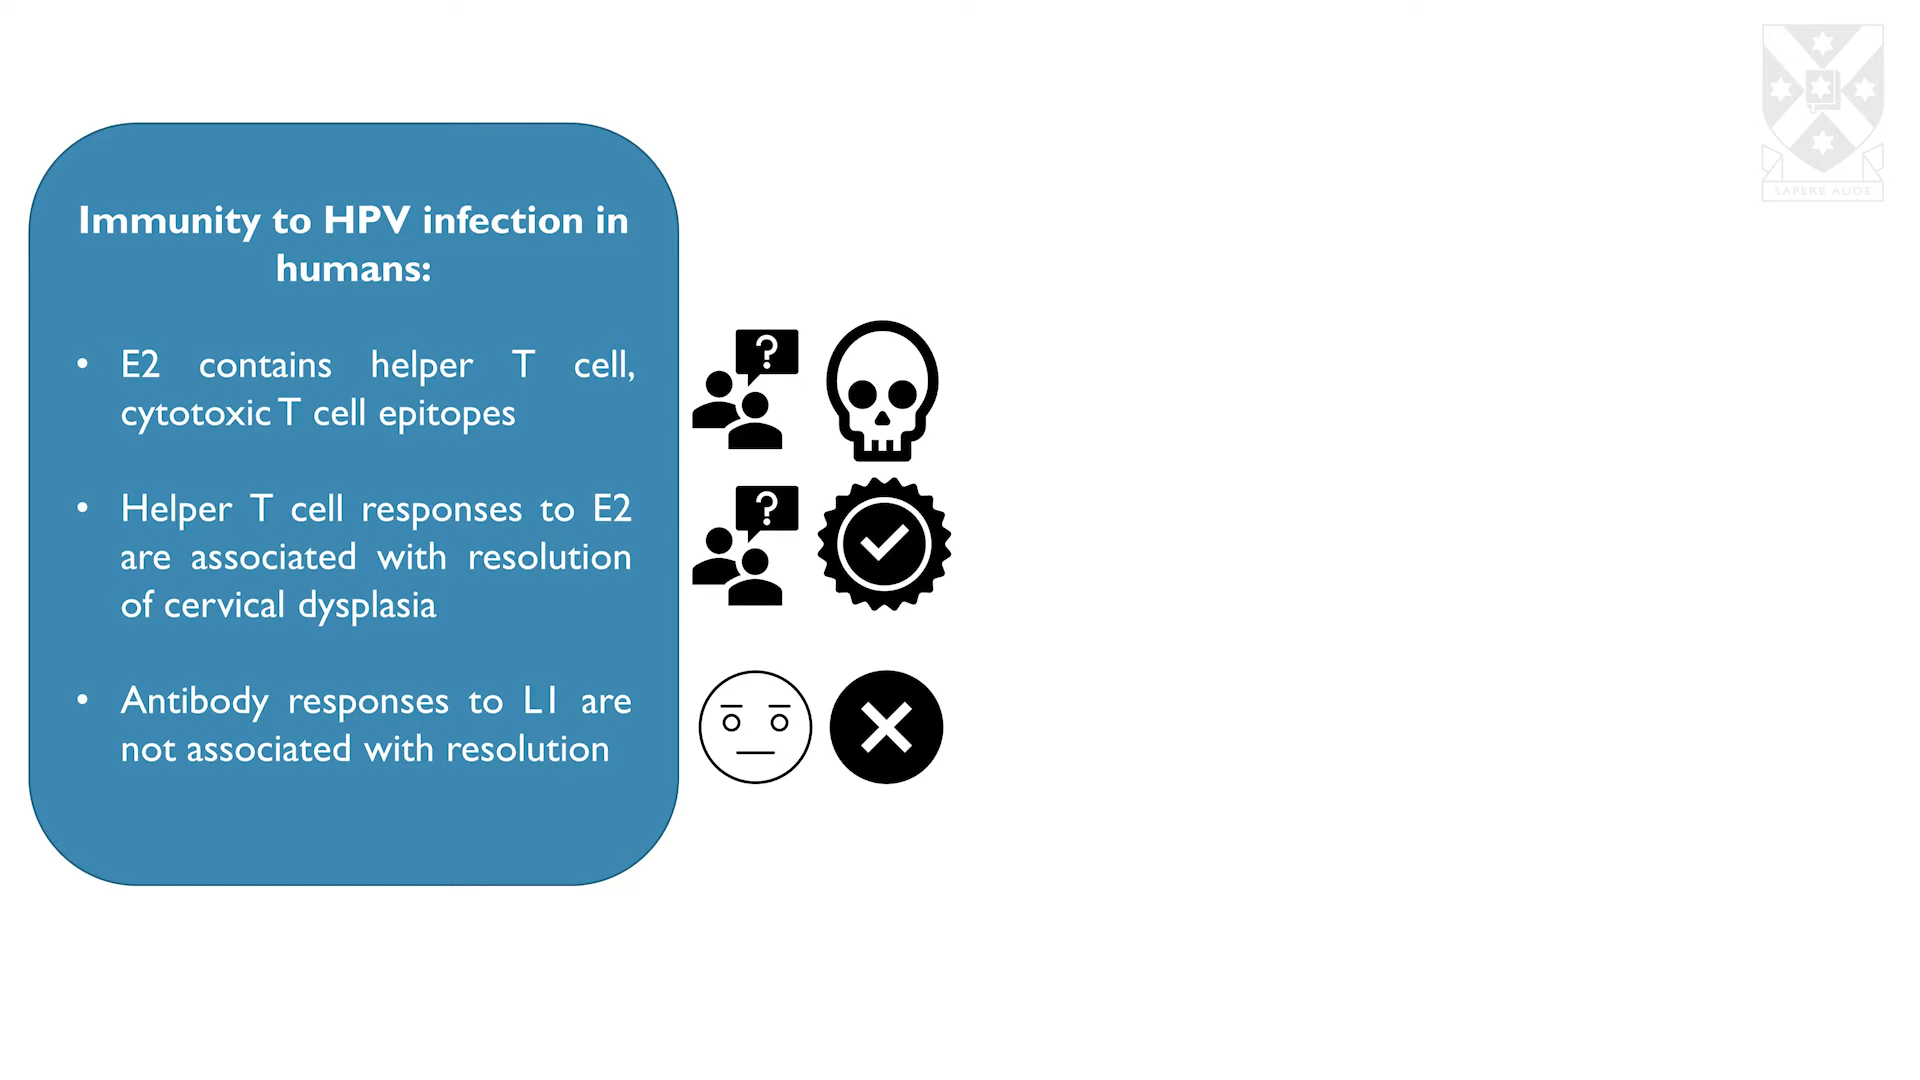 SAPERE AUDE
Immunity to HPV infection in
humans:
• E2 contains helper T cell,
cytotoxic T cell epitopes
• Helper T cell responses to E2
are associated with resolution
of cervical dysplasia
• Antibody responses to L1 are
not associated with resolution
?
?